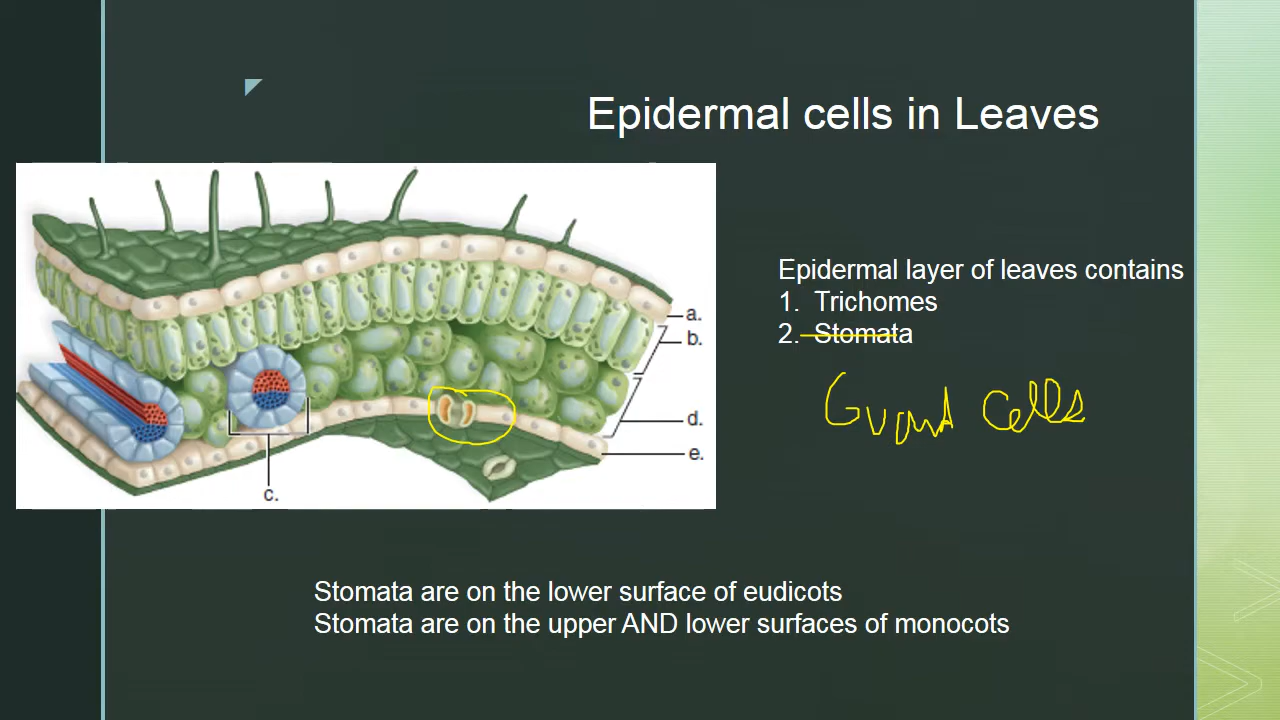 Epidermal cells in Leaves
a.
b.
d.
e.
c.
Epidermal layer of leaves contains
1. Trichomes
2. Stomata
Guard Cells
Stomata are on the lower surface of eudicots
Stomata are on the upper AND lower surfaces of monocots